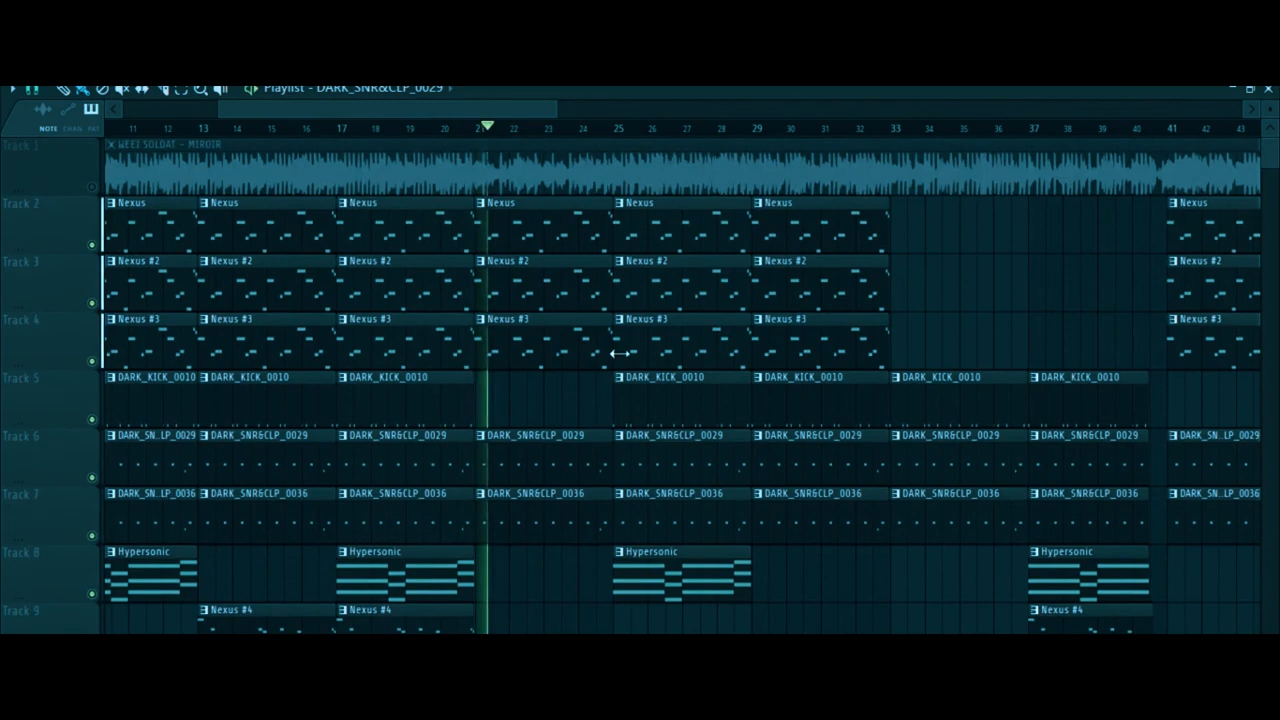 Playlist - DARK_SNR&CLP_0029
NOTE CHAN PAT
11 12 13 14 15 16 17 18 19 20 21 22 23 24 25 26 27 28 29 30 31 32 33 34 35 36 37 38 39 40 41 42 43
Track 1 WEEI SOLDAT - MIROIR
Track 2 Nexus Nexus Nexus Nexus Nexus Nexus Nexus
Track 3 Nexus #2 Nexus #2 Nexus #2 Nexus #2 Nexus #2 Nexus #2 Nexus #2
Track 4 Nexus #3 Nexus #3 Nexus #3 Nexus #3 Nexus #3 Nexus #3 Nexus #3
Track 5 DARK_KICK_0010 DARK_KICK_0010 DARK_KICK_0010 DARK_KICK_0010 DARK_KICK_0010 DARK_KICK_0010 DARK_KICK_0010
Track 6 DARK_SN..LP_0029 DARK_SNR&CLP_0029 DARK_SNR&CLP_0029 DARK_SNR&CLP_0029 DARK_SNR&CLP_0029 DARK_SNR&CLP_0029 DARK_SNR&CLP_0029 DARK_SNR&CLP_0029 DARK_SN..LP_0029
Track 7 DARK_SN..LP_0036 DARK_SNR&CLP_0036 DARK_SNR&CLP_0036 DARK_SNR&CLP_0036 DARK_SNR&CLP_0036 DARK_SNR&CLP_0036 DARK_SNR&CLP_0036 DARK_SNR&CLP_0036 DARK_SN..LP_0036
Track 8 Hypersonic Hypersonic Hypersonic Hypersonic
Track 9 Nexus #4 Nexus #4 Nexus #4